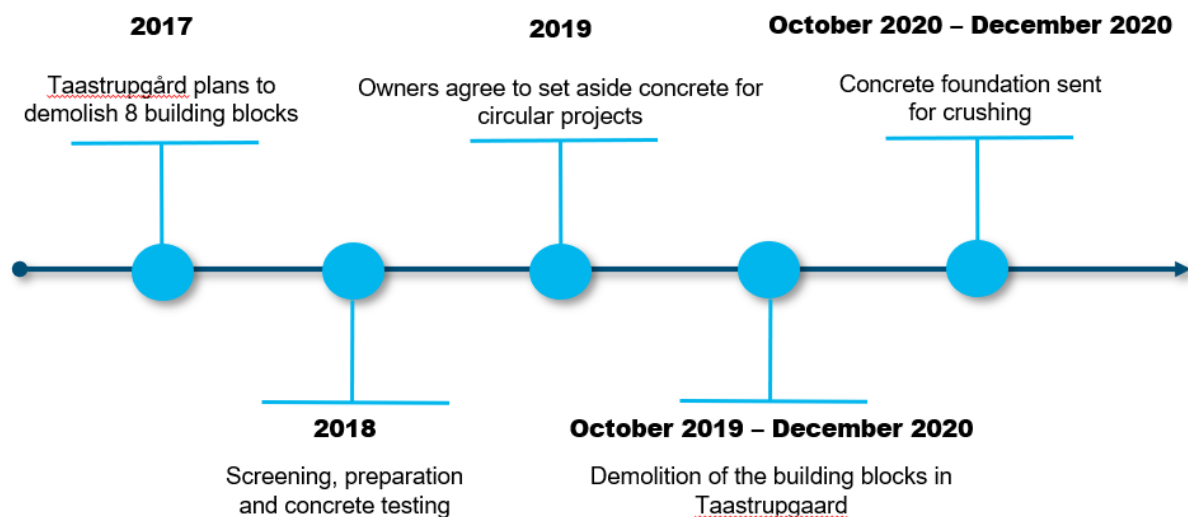 2017
Taastrupgård plans to
demolish 8 building blocks
2018
Screening, preparation
and concrete testing
2019
Owners agree to set aside concrete for
circular projects
October 2019 – December 2020
Demolition of the building blocks in
Taastrupgaard
October 2020 – December 2020
Concrete foundation sent
for crushing